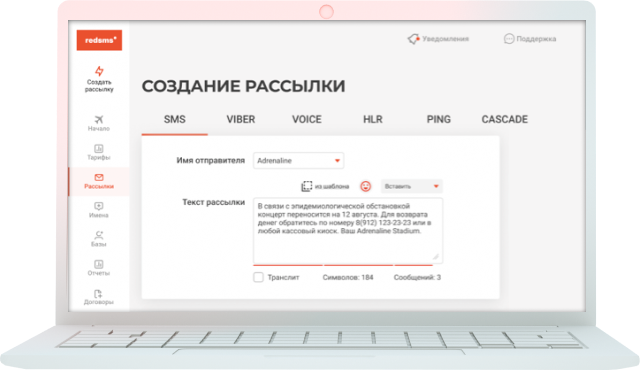 redsms
Уведомления
Поддержка
Создать
рассылку
СОЗДАНИЕ РАССЫЛКИ
SMS VIBER VOICE HLR PING CASCADE
Начало
Тарифы
Имя отправителя Adrenaline
Рассылки
из шаблона Вставить
Текст рассылки
В связи с эпидемиологической обстановкой
концерт переносится на 12 августа. Для возврата
денег обратитесь по номеру 8(912) 123-23-23 или в
любой кассовый киоск. Ваш Adrenaline Stadium.
Имена
Базы
Отчеты
Транслит Символов: 184 Сообщений: 3
Договоры